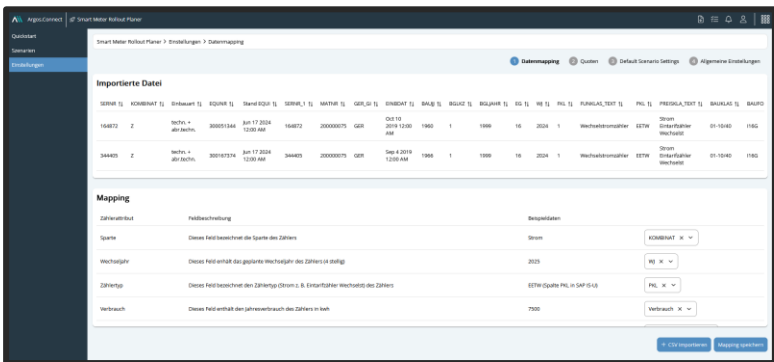 Argos.Connect Smart Meter Rollout Planer
Quickstart
Szenarien
Einstellungen
Smart Meter Rollout Planer > Einstellungen > Datenmapping
1 Datenmapping 2 Quoten 3 Default Scenario Settings 4 Allgemeine Einstellungen
Importierte Datei
SERNR KOMBINAT Einbauart EQUNR Stand EQUI SERNR_1 MATNR GER_GI EINBDAT BAUJJ BGLKZ BGLJAHR EG WJ PKL FUNKLAS_TEXT PKL PREISKLA_TEXT BAUKLAS BAUFO
164872 Z techn. + abr.techn. 300051344 Jun 17 2024 12:00 AM 164872 200000075 GER Oct 10 2019 12:00 AM 1960 1 1999 16 2024 1 Wechselstromzähler EETW Strom Eintarifzähler Wechselst 01-10/40 I18G
344405 Z techn. + abr.techn. 300167374 Jun 17 2024 12:00 AM 344405 200000075 GER Sep 4 2019 12:00 AM 1966 1 1999 16 2024 1 Wechselstromzähler EETW Strom Eintarifzähler Wechselst 01-10/40 I18G
Mapping
Zählerattribut Feldbeschreibung Beispieldaten
Sparte Dieses Feld bezeichnet die Sparte des Zählers Strom KOMBINAT
Wechseljahr Dieses Feld enhält das geplante Wechseljahr des Zählers (4 stellig) 2025 WJ
Zählertyp Dieses Feld bezeichnet den Zählertyp (Strom z. B. Eintarifzähler Wechselst) des Zählers EETW (Spalte PKL in SAP IS-U) PKL
Verbrauch Dieses Feld enthält den Jahresverbrauch des Zählers in kwh 7500 Verbrauch
+ CSV Importieren Mapping speichern